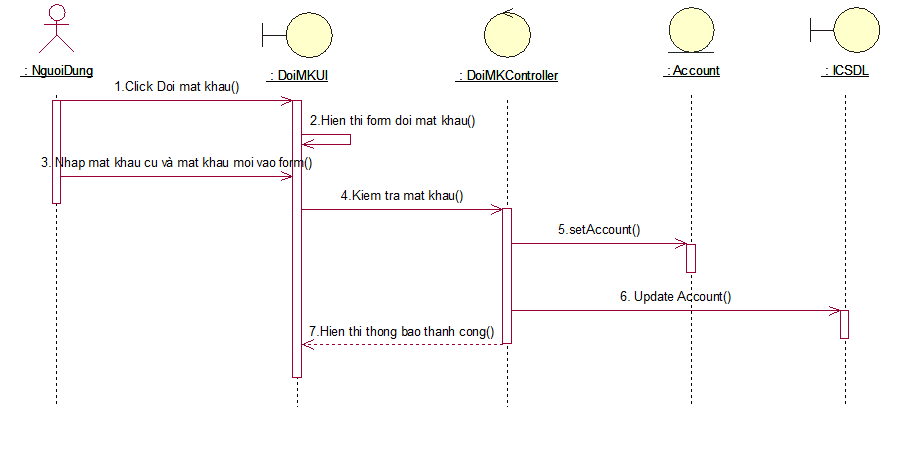 : NguoiDung
: DoiMKUI
: DoiMKController
: Account
: ICSDL
1.Click Doi mat khau()
2.Hien thi form doi mat khau()
3. Nhap mat khau cu và mat khau moi vao form()
4.Kiem tra mat khau()
5.setAccount()
6. Update Account()
7.Hien thi thong bao thanh cong()